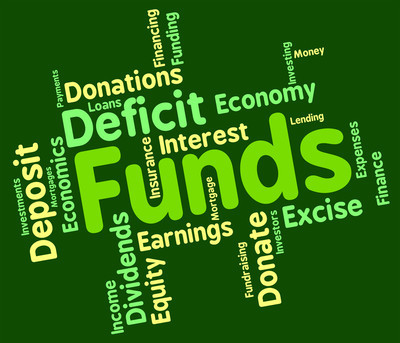 Financing
Funding
Payments
Donations
Investing
Money
Loans
Deficit
Economy
Lending
Interest
Insurance
Funds
Investments
Deposit
Mortgages
Economics
Mortgage
Expenses
Finance
Income
Dividends
Equity
Earnings
Fundraising
Donate
Investors
Excise